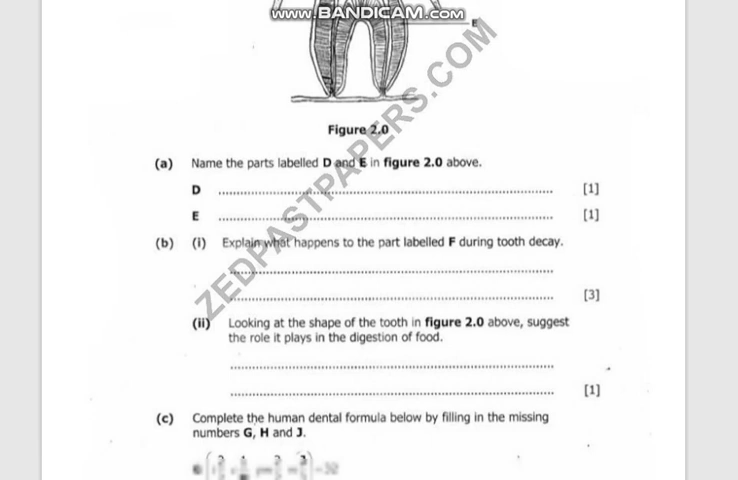 www.BANDICAM.com
E
Figure 2.0
(a) Name the parts labelled D and E in figure 2.0 above.
D ........................................................ [1]
E ........................................................ [1]
(b) (i) Explain what happens to the part labelled F during tooth decay.
........................................................
........................................................ [3]
(ii) Looking at the shape of the tooth in figure 2.0 above, suggest
the role it plays in the digestion of food.
........................................................
........................................................ [1]
(c) Complete the human dental formula below by filling in the missing
numbers G, H and J.
ZEDPASTPAPERS.COM